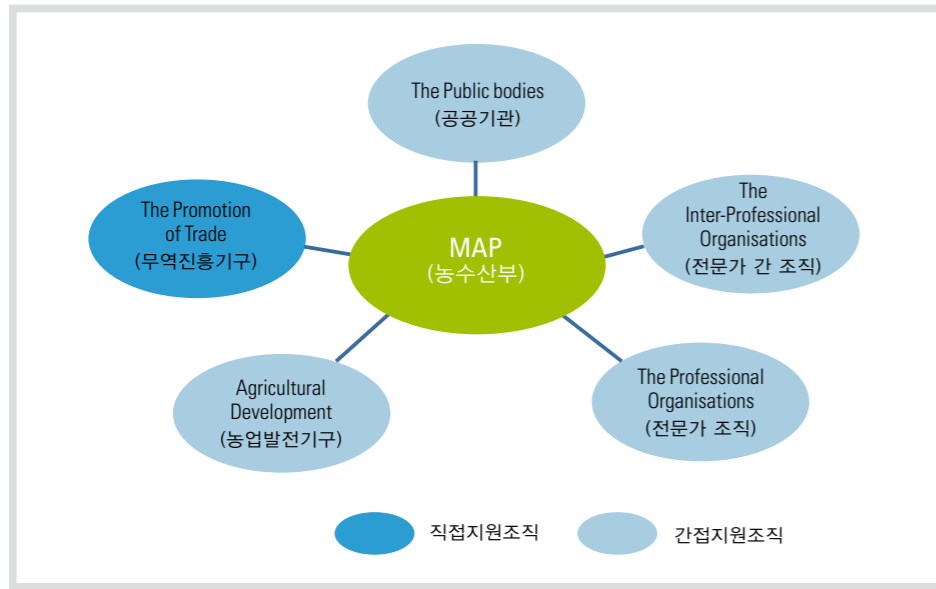 The Public bodies
(공공기관)
The Promotion
of Trade
(무역진흥기구)
MAP
(농수산부)
The
Inter-Professional
Organisations
(전문가 간 조직)
Agricultural
Development
(농업발전기구)
The Professional
Organisations
(전문가 조직)
직접지원조직
간접지원조직